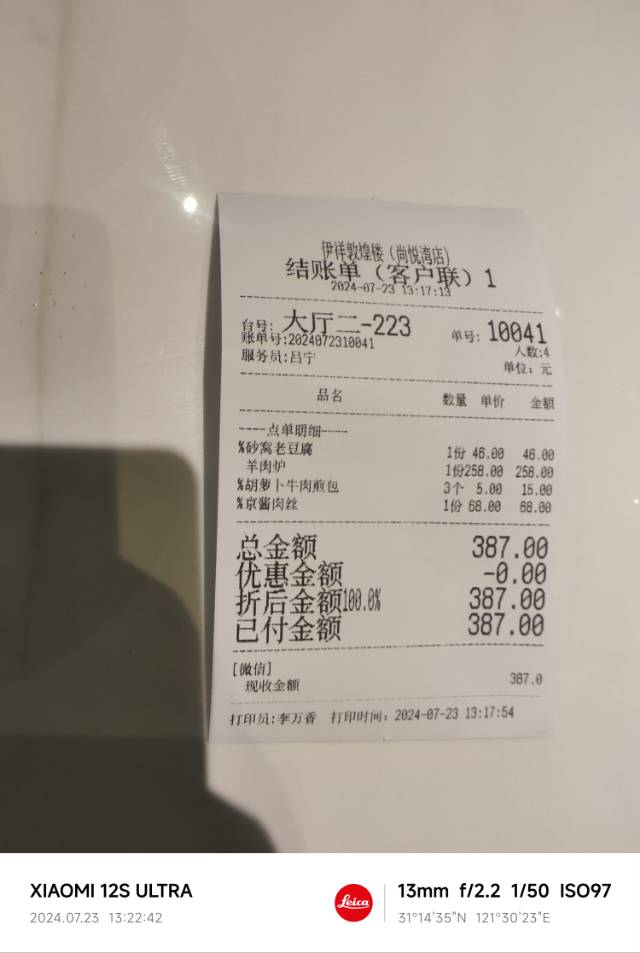 伊祥敦煌楼（尚悦湾店）
结账单（客户联）1
2024-07-23 13:17:13
台号: 大厅二-223 单号: 10041
账单号:2024072310041 人数:4
服务员:吕宁 单位: 元
品名 数量 单价 金额
----点单明细----
%砂窝老豆腐 1份 46.00 46.00
羊肉炉 1份258.00 258.00
%胡萝卜牛肉煎包 3个 5.00 15.00
%京酱肉丝 1份 68.00 68.00
总金额 387.00
优惠金额 -0.00
折后金额100.0% 387.00
已付金额 387.00
[微信]
现收金额 387.0
打印员:李万香 打印时间: 2024-07-23 13:17:54
XIAOMI 12S ULTRA Leica 13mm f/2.2 1/50 ISO97
2024.07.23 13:22:42 31°14'35"N 121°30'23"E